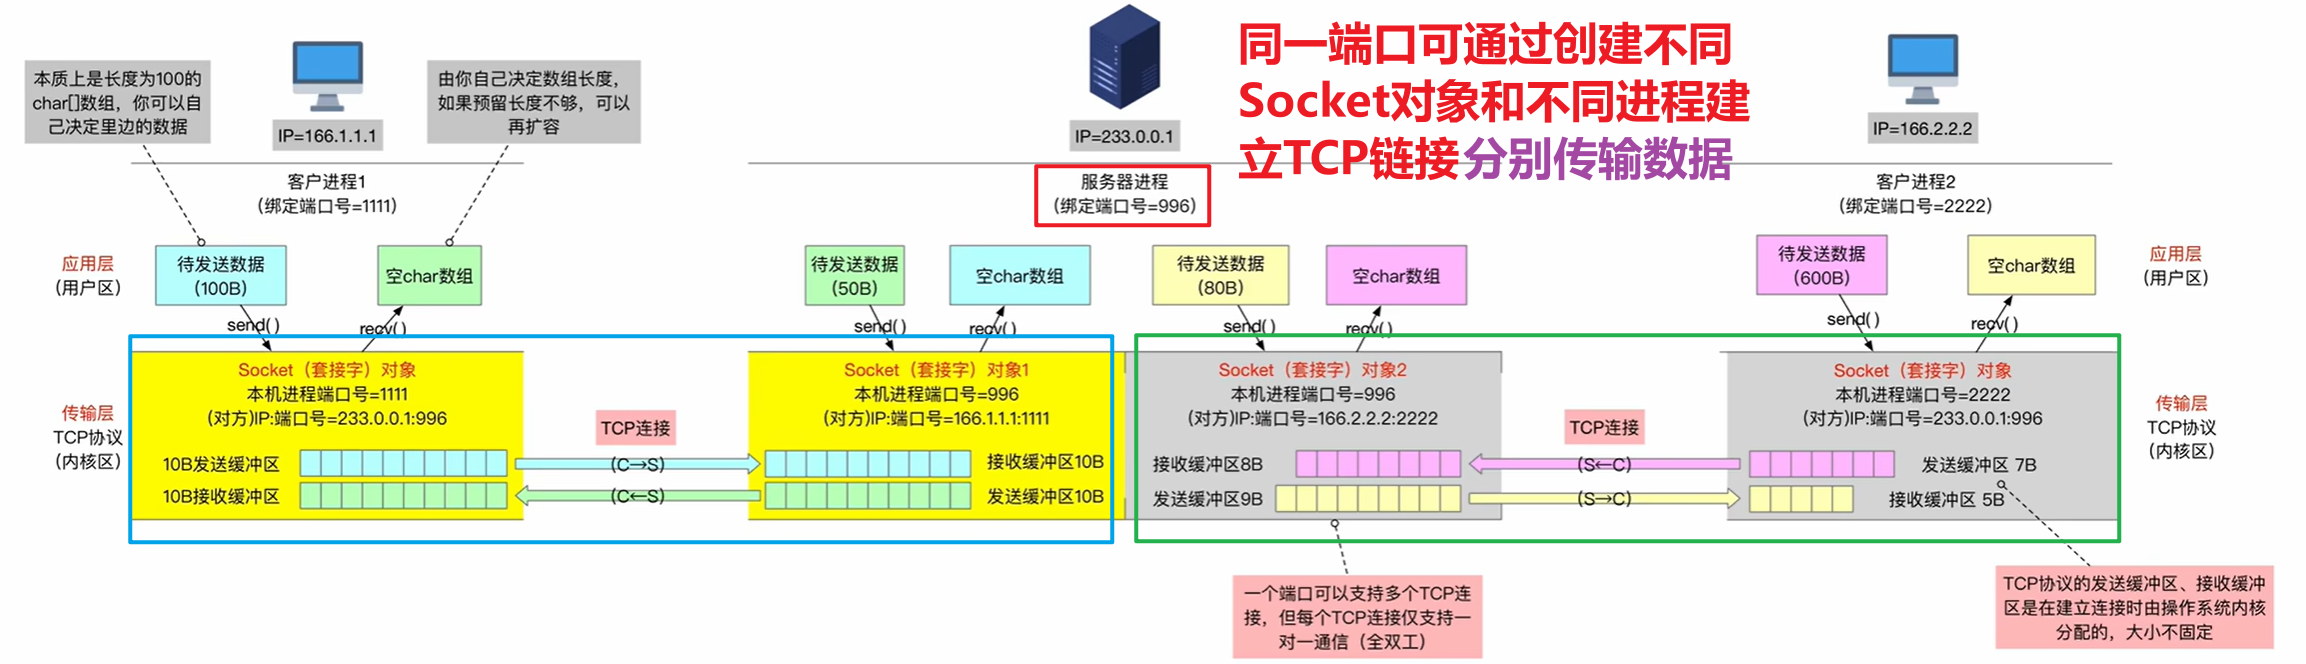 同一端口可通过创建不同
Socket对象和不同进程建
立TCP链接分别传输数据
本质上是长度为100的
char[]数组，你可以自
己决定里边的数据
由你自己决定数组长度，
如果预留长度不够，可以
再扩容
IP=166.1.1.1
IP=233.0.0.1
IP=166.2.2.2
客户进程1
（绑定端口号=1111）
服务器进程
（绑定端口号=996）
客户进程2
（绑定端口号=2222）
应用层
（用户区）
待发送数据
（100B）
空char数组
待发送数据
（50B）
空char数组
待发送数据
（80B）
空char数组
待发送数据
（600B）
空char数组
应用层
（用户区）
send( )
recv( )
send( )
recv( )
send( )
recv( )
send( )
recv( )
传输层
TCP协议
（内核区）
Socket（套接字）对象
本机进程端口号=1111
(对方)IP:端口号=233.0.0.1:996
10B发送缓冲区
10B接收缓冲区
TCP连接
(C→S)
(C←S)
Socket（套接字）对象1
本机进程端口号=996
(对方)IP:端口号=166.1.1.1:1111
接收缓冲区10B
发送缓冲区10B
Socket（套接字）对象2
本机进程端口号=996
(对方)IP:端口号=166.2.2.2:2222
接收缓冲区8B
发送缓冲区9B
TCP连接
(S←C)
(S→C)
Socket（套接字）对象
本机进程端口号=2222
(对方)IP:端口号=233.0.0.1:996
发送缓冲区 7B
接收缓冲区 5B
传输层
TCP协议
（内核区）
一个端口可以支持多个TCP连
接，但每个TCP连接仅支持一
对一通信（全双工）
TCP协议的发送缓冲区、接收缓冲
区是在建立连接时由操作系统内核
分配的，大小不固定